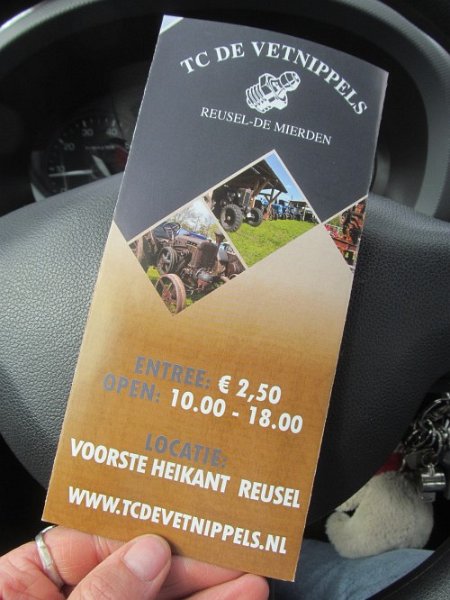 TC DE VETNIPPELS
REUSEL-DE MIERDEN
ENTREE: € 2,50
OPEN: 10.00 - 18.00
LOCATIE:
VOORSTE HEIKANT REUSEL
WWW.TCDEVETNIPPELS.NL